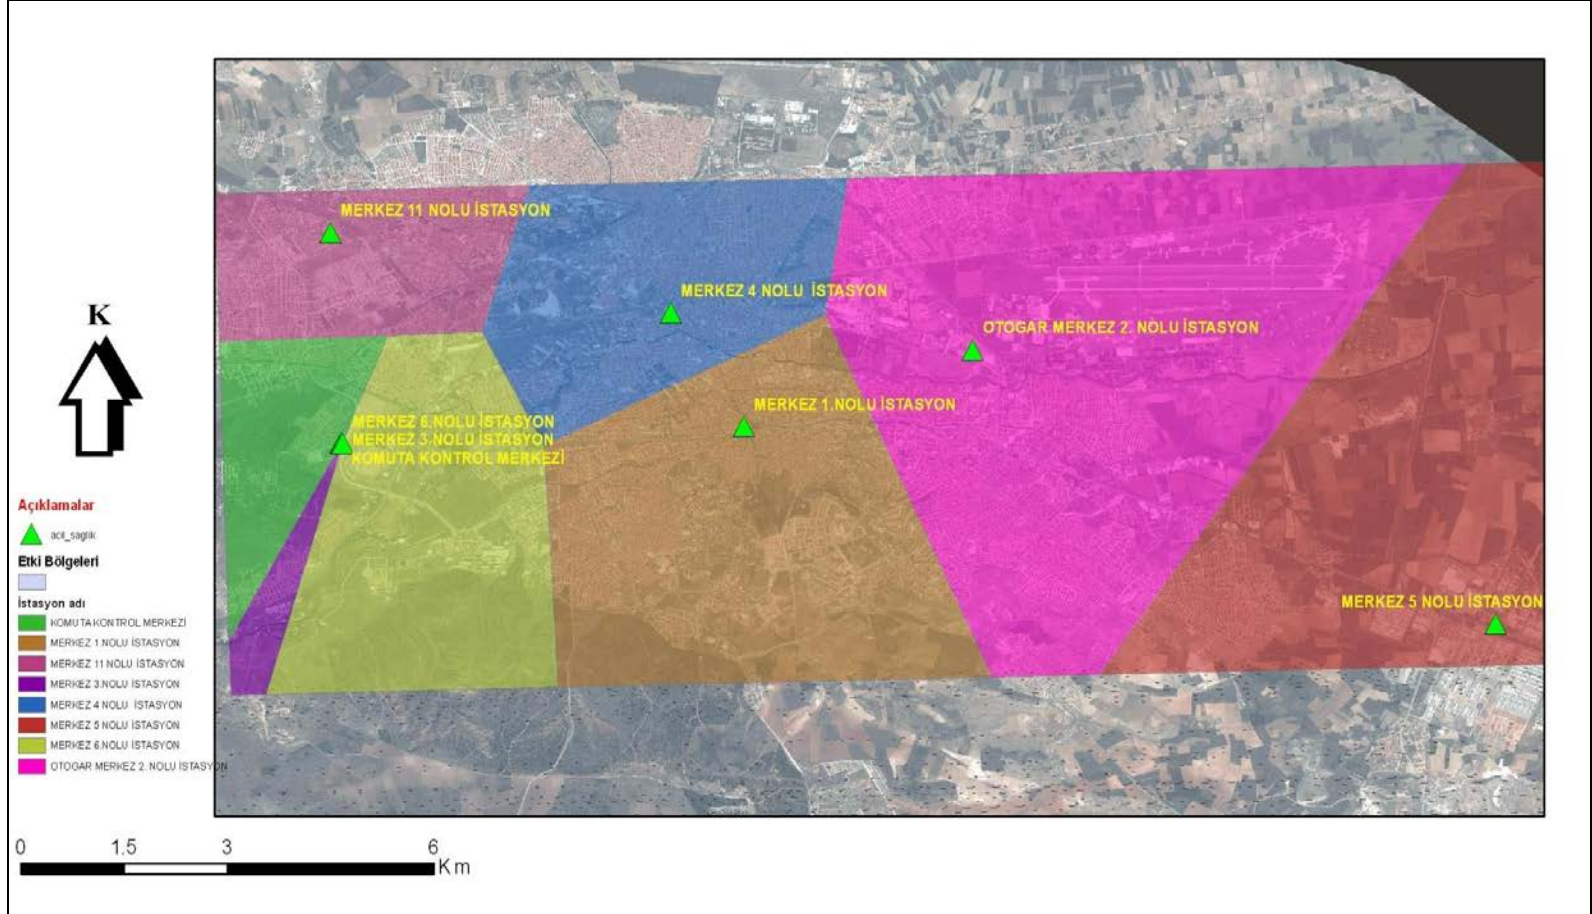 MERKEZ 11 NOLU İSTASYON
MERKEZ 4 NOLU İSTASYON
OTOGAR MERKEZ 2. NOLU İSTASYON
MERKEZ 1.NOLU İSTASYON
MERKEZ 6.NOLU İSTASYON
MERKEZ 3.NOLU İSTASYON
KOMUTA KONTROL MERKEZİ
MERKEZ 5 NOLU İSTASYON
K
Açıklamalar
acil_saglik
Etki Bölgeleri
İstasyon adı
KOMUTA KONTROL MERKEZİ
MERKEZ 1.NOLU İSTASYON
MERKEZ 11 NOLU İSTASYON
MERKEZ 3.NOLU İSTASYON
MERKEZ 4 NOLU İSTASYON
MERKEZ 5 NOLU İSTASYON
MERKEZ 6.NOLU İSTASYON
OTOGAR MERKEZ 2. NOLU İSTASYON
0 1.5 3 6
Km